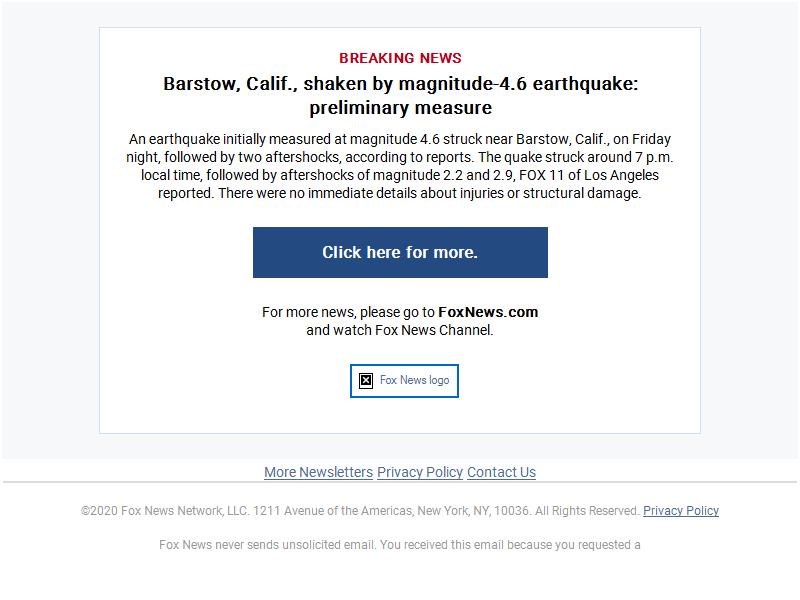 BREAKING NEWS
Barstow, Calif., shaken by magnitude-4.6 earthquake:
preliminary measure
An earthquake initially measured at magnitude 4.6 struck near Barstow, Calif., on Friday
night, followed by two aftershocks, according to reports. The quake struck around 7 p.m.
local time, followed by aftershocks of magnitude 2.2 and 2.9, FOX 11 of Los Angeles
reported. There were no immediate details about injuries or structural damage.
Click here for more.
For more news, please go to FoxNews.com
and watch Fox News Channel.
Fox News logo
More Newsletters Privacy Policy Contact Us
©2020 Fox News Network, LLC. 1211 Avenue of the Americas, New York, NY, 10036. All Rights Reserved. Privacy Policy
Fox News never sends unsolicited email. You received this email because you requested a